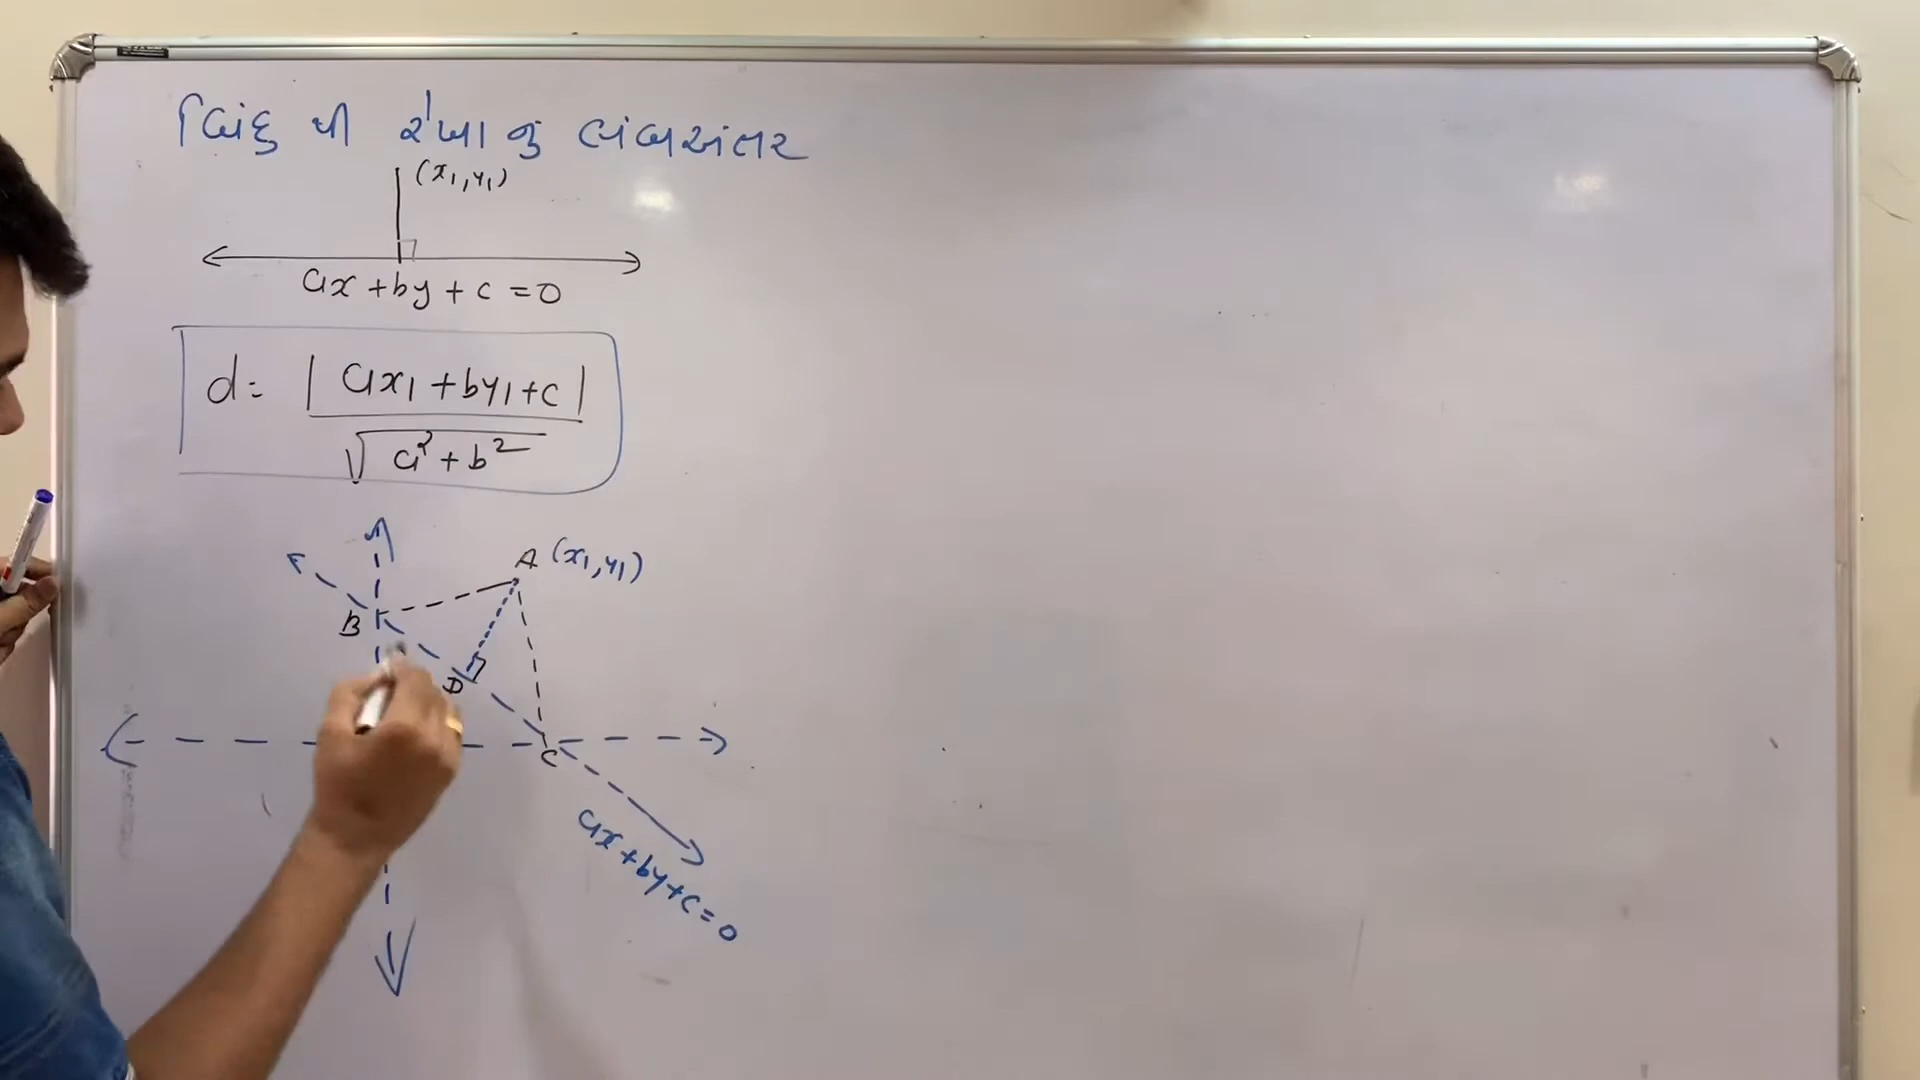 બિંદુ થી રેખા નું લંબઅંતર
(x₁,y₁)
ax + by + c = 0
d = |ax₁ + by₁ + c| / √(a² + b²)
A (x₁,y₁)
B
D
C
ax + by + c = 0